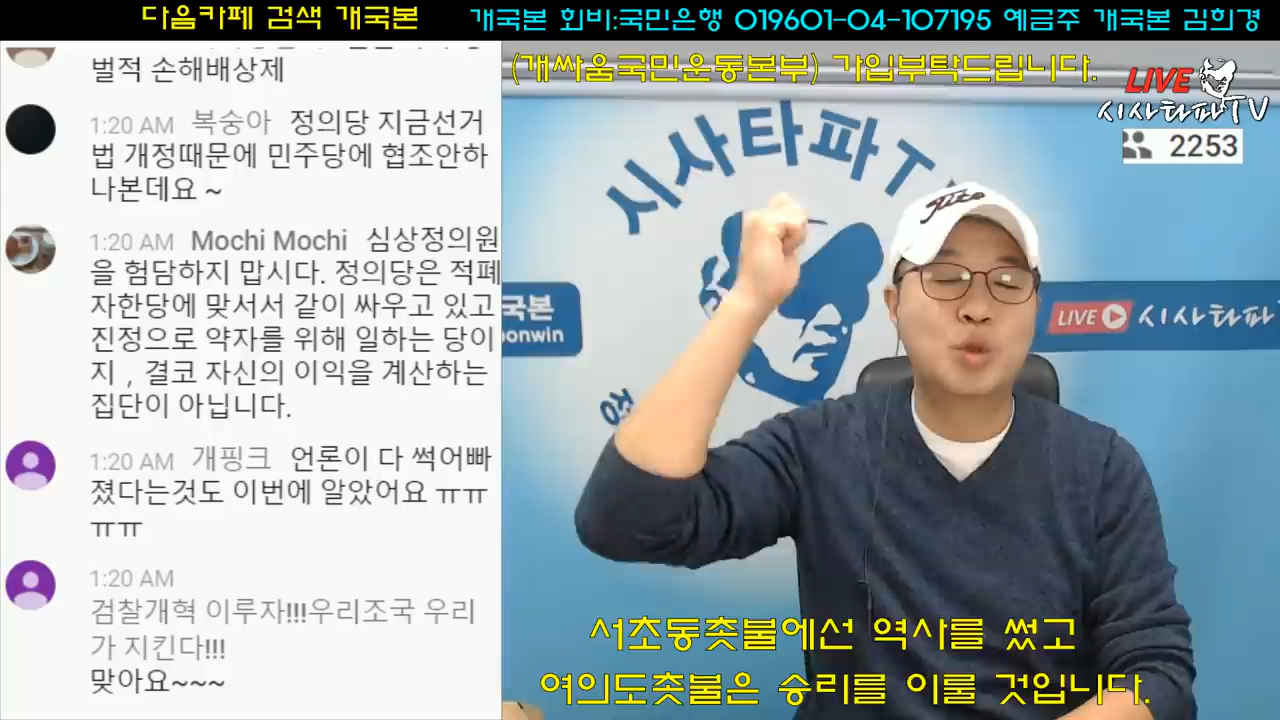 다음카페 검색 개국본 개국본 회비:국민은행 019601-04-107195 예금주 개국본 김희경
(개싸움국민운동본부) 가입부탁드립니다.
LIVE
시사타파TV
2253
벌적 손해배상제
1:20 AM 복숭아 정의당 지금선거
법 개정때문에 민주당에 협조안하
나본데요 ~
1:20 AM Mochi Mochi 심상정의원
을 험담하지 맙시다. 정의당은 적폐
자한당에 맞서서 같이 싸우고 있고
진정으로 약자를 위해 일하는 당이
지 , 결코 자신의 이익을 계산하는
집단이 아닙니다.
1:20 AM 개핑크 언론이 다 썩어빠
졌다는것도 이번에 알았어요 ㅠㅠ
ㅠㅠ
1:20 AM
검찰개혁 이루자!!!우리조국 우리
가 지킨다!!!
맞아요~~~
시사타파T
국본
onwin
LIVE 시사타파
서초동촛불에선 역사를 썼고
여의도촛불은 승리를 이룰 것입니다.